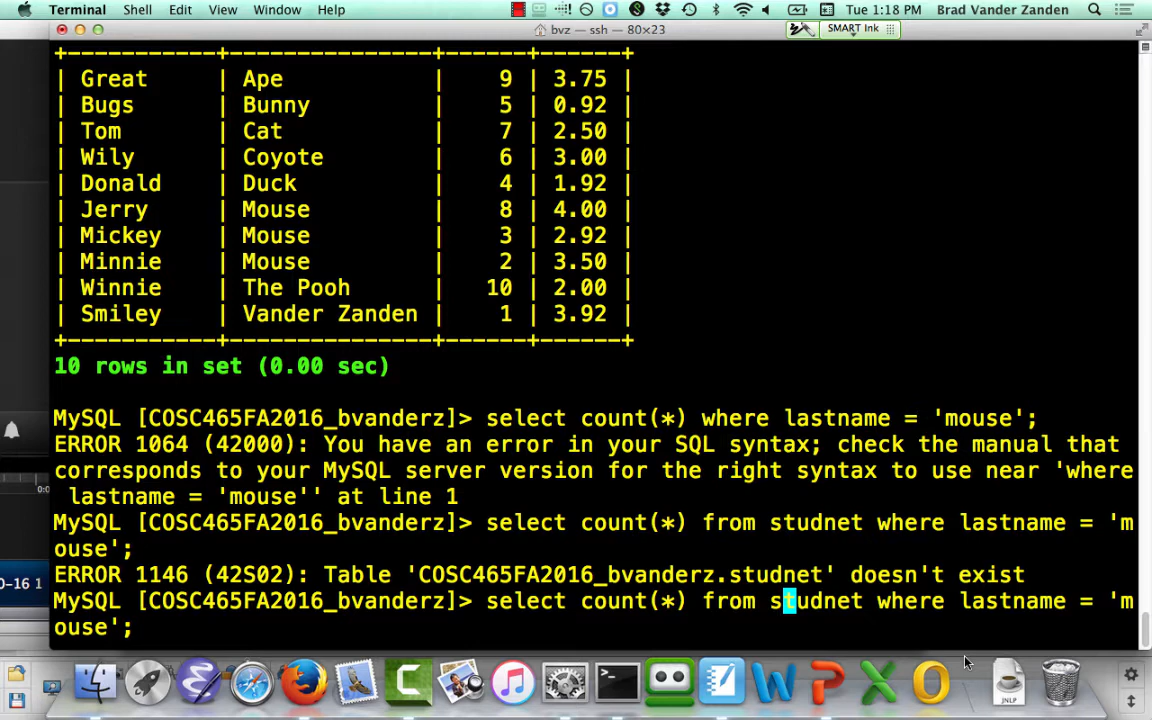 Terminal Shell Edit View Window Help Tue 1:18 PM Brad Vander Zanden
bvz — ssh — 80×23 SMART Ink
+------------+----------------+------+------+
| Great | Ape | 9 | 3.75 |
| Bugs | Bunny | 5 | 0.92 |
| Tom | Cat | 7 | 2.50 |
| Wily | Coyote | 6 | 3.00 |
| Donald | Duck | 4 | 1.92 |
| Jerry | Mouse | 8 | 4.00 |
| Mickey | Mouse | 3 | 2.92 |
| Minnie | Mouse | 2 | 3.50 |
| Winnie | The Pooh | 10 | 2.00 |
| Smiley | Vander Zanden | 1 | 3.92 |
+------------+----------------+------+------+
10 rows in set (0.00 sec)
MySQL [COSC465FA2016_bvanderz]> select count(*) where lastname = 'mouse';
ERROR 1064 (42000): You have an error in your SQL syntax; check the manual that
corresponds to your MySQL server version for the right syntax to use near 'where
lastname = 'mouse'' at line 1
MySQL [COSC465FA2016_bvanderz]> select count(*) from studnet where lastname = 'm
ouse';
ERROR 1146 (42S02): Table 'COSC465FA2016_bvanderz.studnet' doesn't exist
MySQL [COSC465FA2016_bvanderz]> select count(*) from studnet where lastname = 'm
ouse';
0:0
0-16 1
JNLP